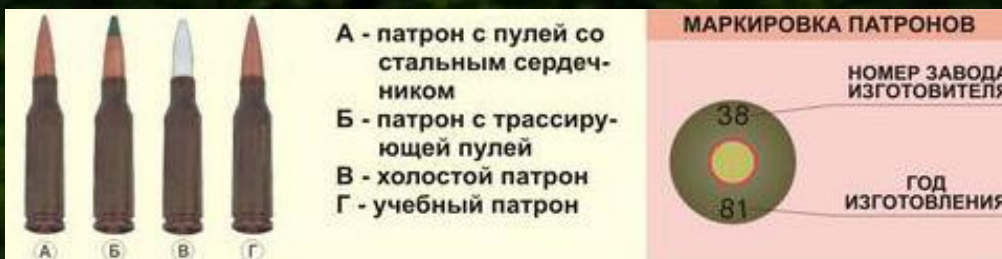 А - патрон с пулей со
стальным сердеч-
ником
Б - патрон с трассиру-
ющей пулей
В - холостой патрон
Г - учебный патрон
А Б В Г
МАРКИРОВКА ПАТРОНОВ
НОМЕР ЗАВОДА
ИЗГОТОВИТЕЛЯ
38
ГОД
ИЗГОТОВЛЕНИЯ
81